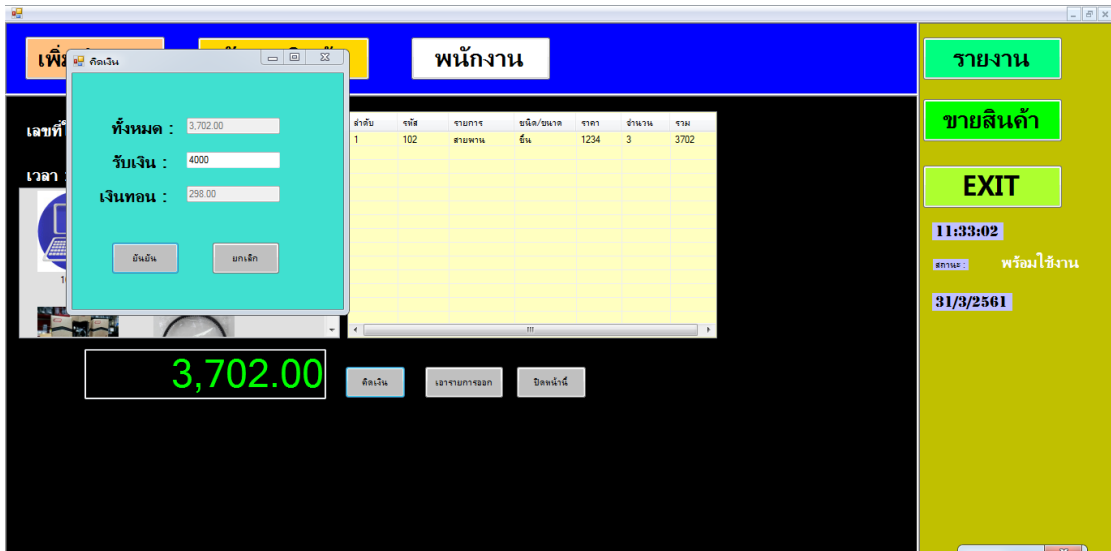 พนักงาน
รายงาน
คิดเงิน
ทั้งหมด : 3,702.00
รับเงิน : 4000
เงินทอน : 298.00
ยันยัน ยกเลิก
เลขที่
เวลา :
ลำดับ รหัส รายการ ชนิด/ขนาด ราคา จำนวน รวม
1 102 สายพาน ชื้น 1234 3 3702
ขายสินค้า
EXIT
11:33:02
สถานะ : พร้อมใช้งาน
31/3/2561
3,702.00
คิดเงิน เอารายการออก ปิดหน้านี้